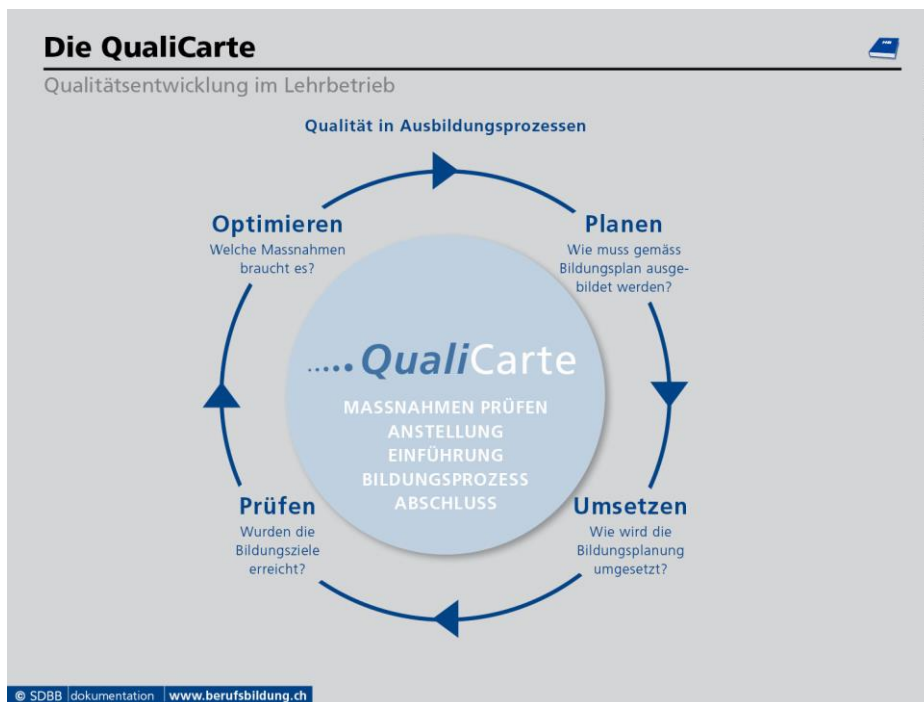 Die QualiCarte
Qualitätsentwicklung im Lehrbetrieb
Qualität in Ausbildungsprozessen
Optimieren
Welche Massnahmen
braucht es?
Planen
Wie muss gemäss
Bildungsplan ausge-
bildet werden?
..... QualiCarte
MASSNAHMEN PRÜFEN
ANSTELLUNG
EINFÜHRUNG
BILDUNGSPROZESS
ABSCHLUSS
Prüfen
Wurden die
Bildungsziele
erreicht?
Umsetzen
Wie wird die
Bildungsplanung
umgesetzt?
© SDBB | dokumentation | www.berufsbildung.ch